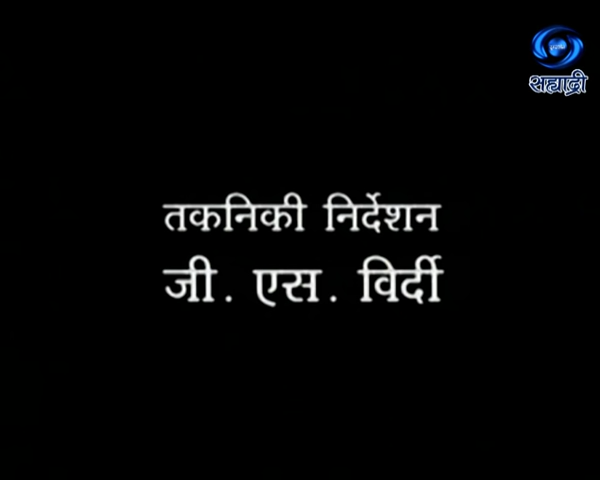 सह्याद्री
तकनिकी निर्देशन
जी. एस. विर्दी